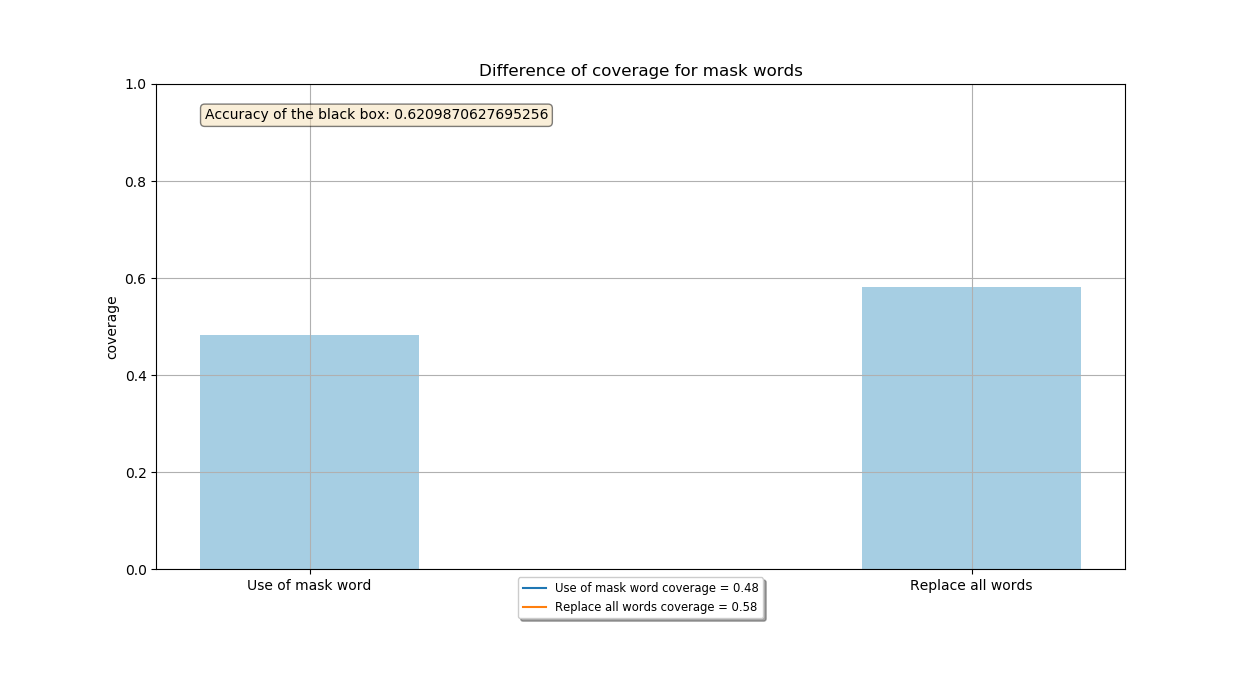 Difference of coverage for mask words
Accuracy of the black box: 0.6209870627695256
1.0
0.8
0.6
0.4
0.2
0.0
coverage
Use of mask word
Replace all words
Use of mask word coverage = 0.48
Replace all words coverage = 0.58